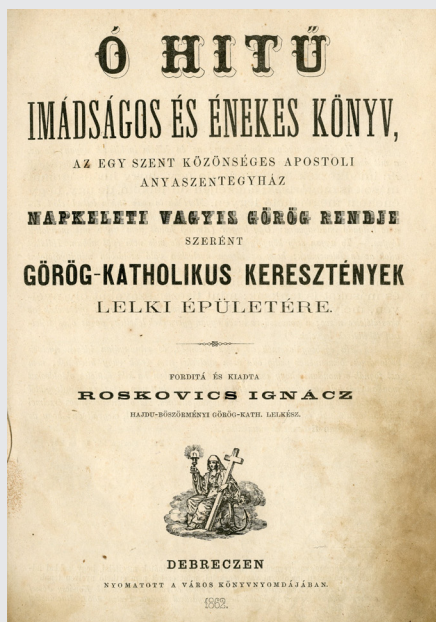 Ó HITŰ
IMÁDSÁGOS ÉS ÉNEKES KÖNYV,
AZ EGY SZENT KÖZÖNSÉGES APOSTOLI
ANYASZENTEGYHÁZ
NAPKELETI VAGYIS GÖRÖG RENDJE
SZERÉNT
GÖRÖG-KATHOLIKUS KERESZTÉNYEK
LELKI ÉPÜLETÉRE.
FORDITÁ ÉS KIADTA
ROSKOVICS IGNÁCZ
HAJDU-BÖSZÖRMÉNYI GÖRÖG-KATH. LELKÉSZ.
DEBRECZEN
NYOMATOTT A VÁROS KÖNYVNYOMDÁJÁBAN.
1862.